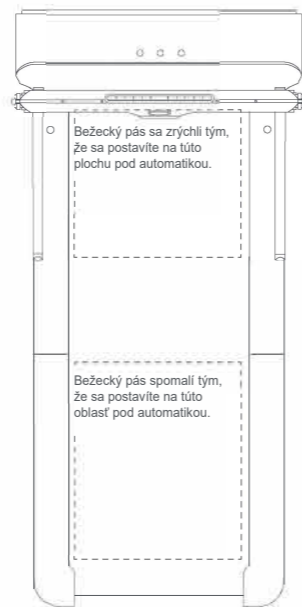 Bežecký pás sa zrýchli tým,
že sa postavíte na túto
plochu pod automatikou.
Bežecký pás spomalí tým,
že sa postavíte na túto
oblasť pod automatikou.